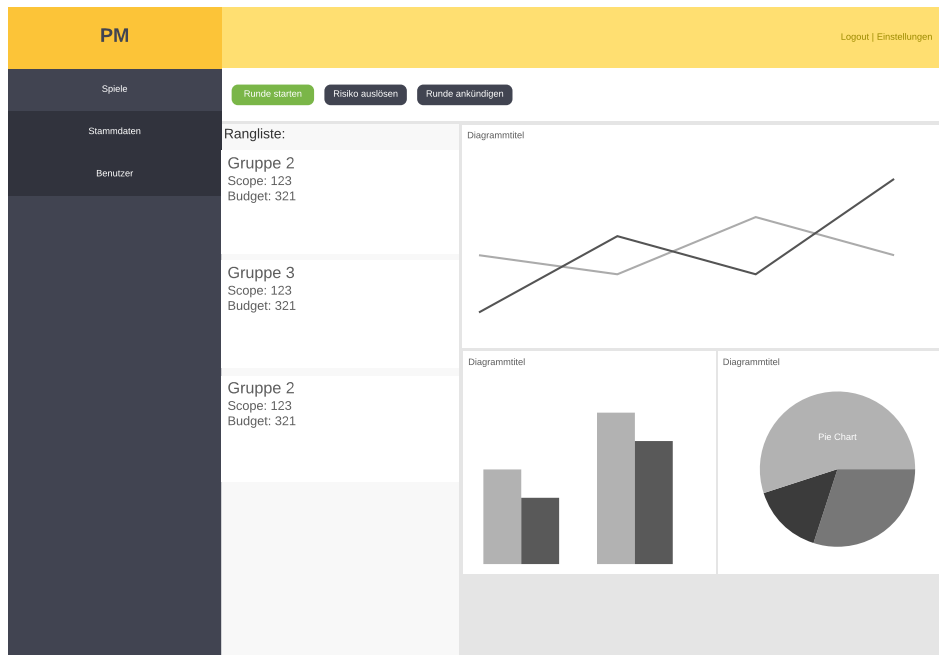 PM
Logout | Einstellungen
Spiele
Stammdaten
Benutzer
Runde starten
Risiko auslösen
Runde ankündigen
Rangliste:
Gruppe 2
Scope: 123
Budget: 321
Gruppe 3
Scope: 123
Budget: 321
Gruppe 2
Scope: 123
Budget: 321
Diagrammtitel
Diagrammtitel
Diagrammtitel
Pie Chart